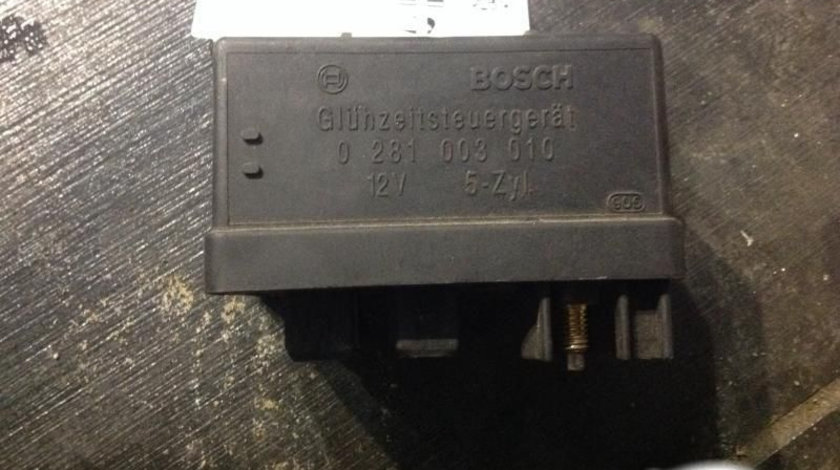 BOSCH
Glühzeitsteuergerät
0 281 003 010
12V 5-Zyl.